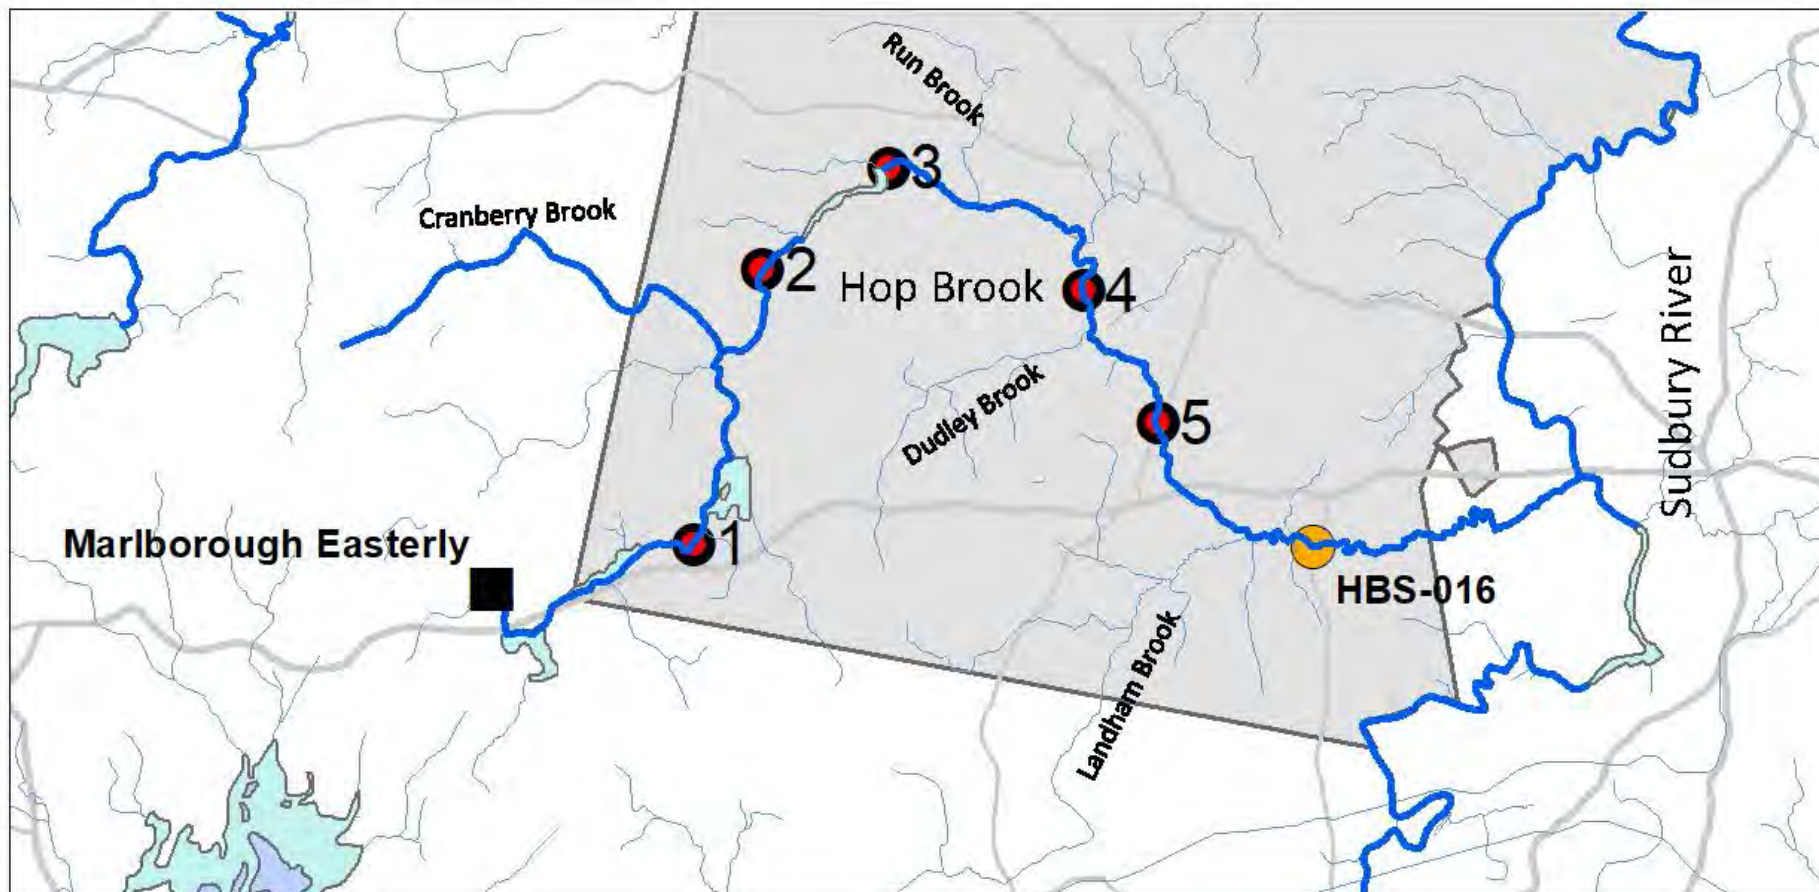 Run Brook
3
Cranberry Brook
2
Hop Brook
4
Sudbury River
Dudley Brook
5
Marlborough Easterly
1
HBS-016
Landham Brook